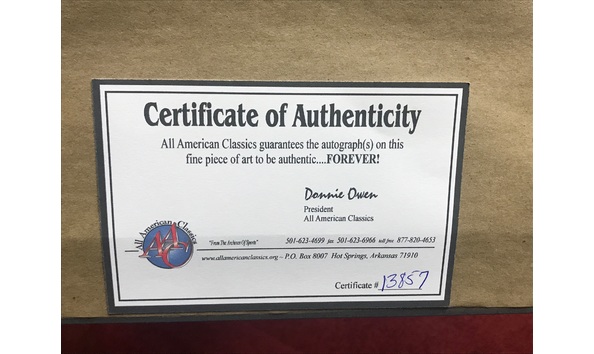 Certificate of Authenticity
All American Classics guarantees the autograph(s) on this
fine piece of art to be authentic....FOREVER!
Donnie Owen
President
All American Classics
All American Classics
AAC
"From The Archives Of Sports"
501-623-4699 fax 501-623-6966 toll free 877-820-4653
www.allamericanclassics.org – P.O. Box 8007 Hot Springs, Arkansas 71910
Certificate # 13857